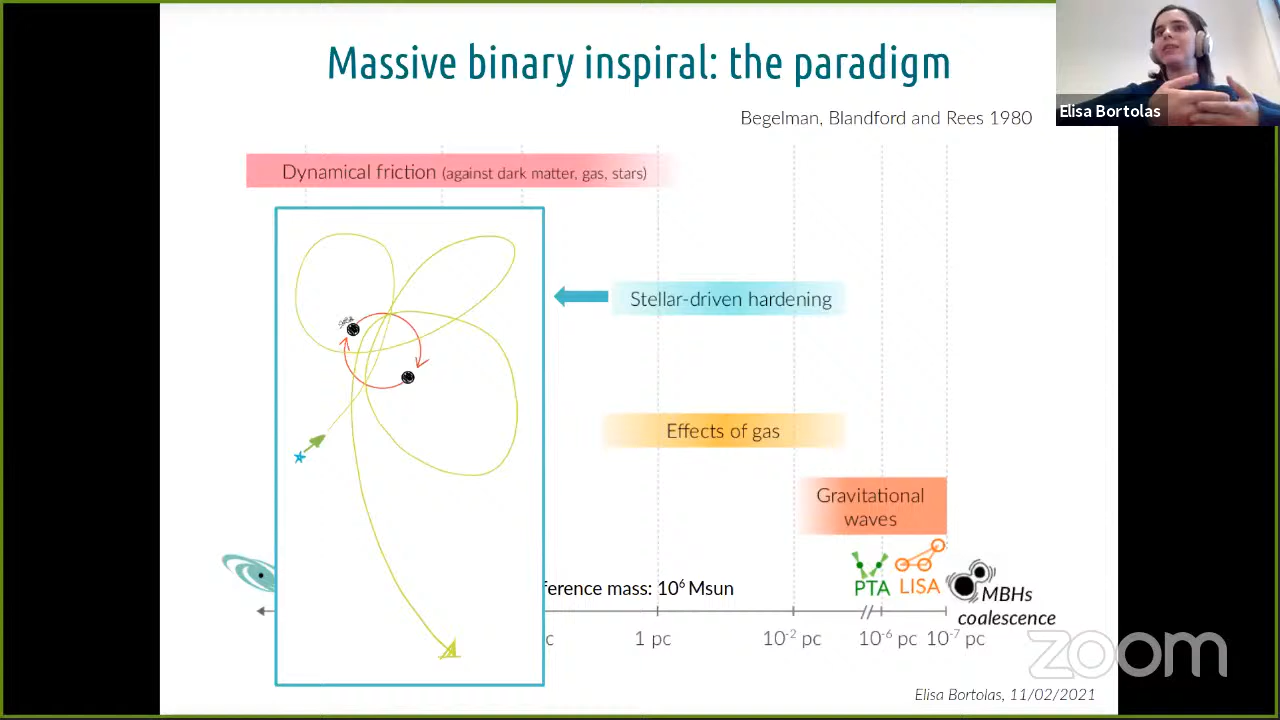 Massive binary inspiral: the paradigm
Elisa Bortolas
Begelman, Blandford and Rees 1980
Dynamical friction (against dark matter, gas, stars)
Stellar-driven hardening
Effects of gas
Gravitational
waves
PTA
LISA
MBHs
coalescence
ference mass: 10⁶ Msun
c
1 pc
10⁻² pc
10⁻⁶ pc
10⁻⁷ pc
zoom
Elisa Bortolas, 11/02/2021